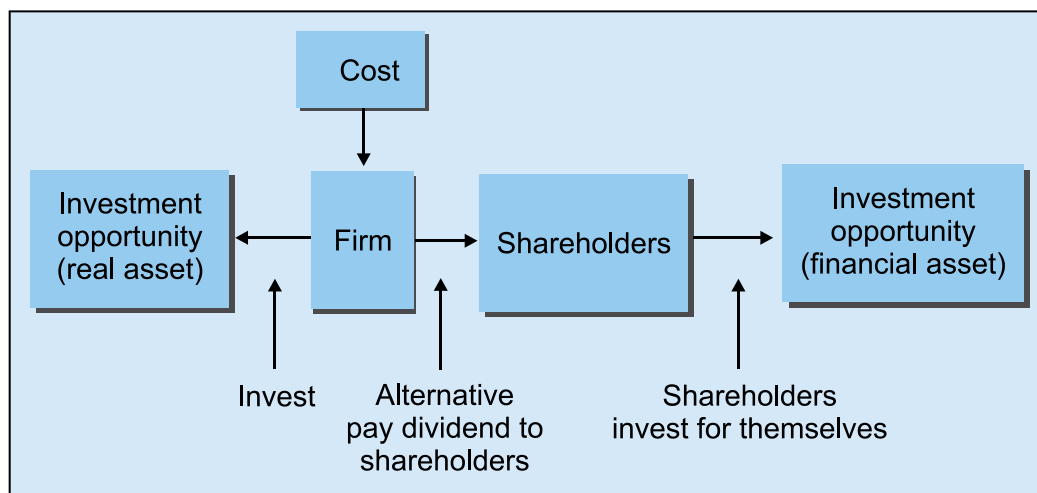 Cost
Investment
opportunity
(real asset)
Firm
Shareholders
Investment
opportunity
(financial asset)
Invest
Alternative
pay dividend to
shareholders
Shareholders
invest for themselves